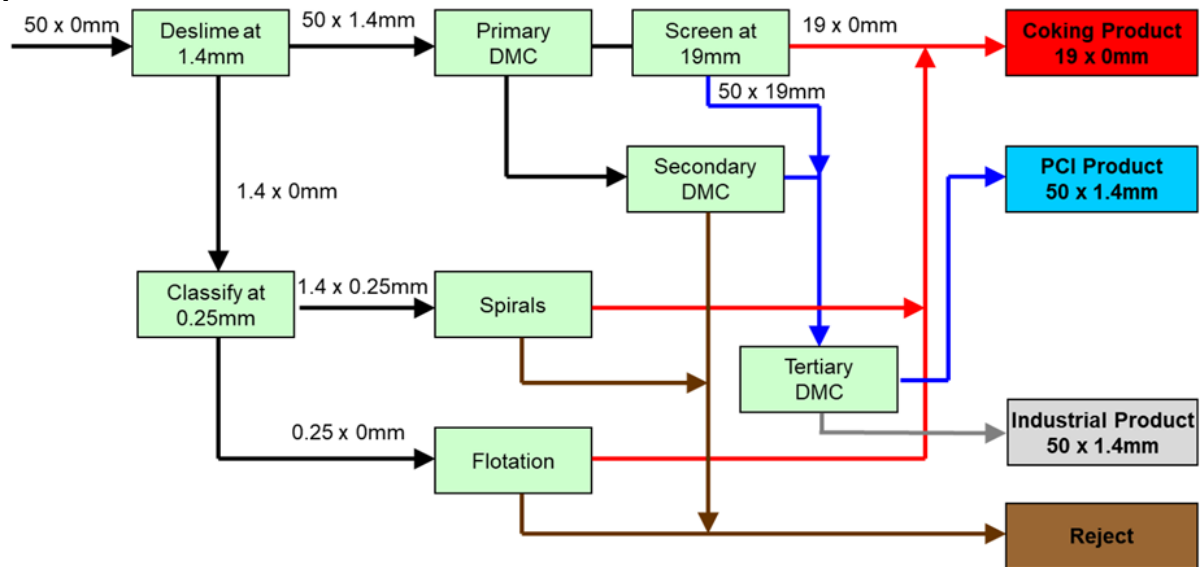 50 x 0mm
Deslime at
1.4mm
50 x 1.4mm
Primary
DMC
Screen at
19mm
19 x 0mm
Coking Product
19 x 0mm
50 x 19mm
Secondary
DMC
PCI Product
50 x 1.4mm
1.4 x 0mm
Classify at
0.25mm
1.4 x 0.25mm
Spirals
Tertiary
DMC
0.25 x 0mm
Flotation
Industrial Product
50 x 1.4mm
Reject